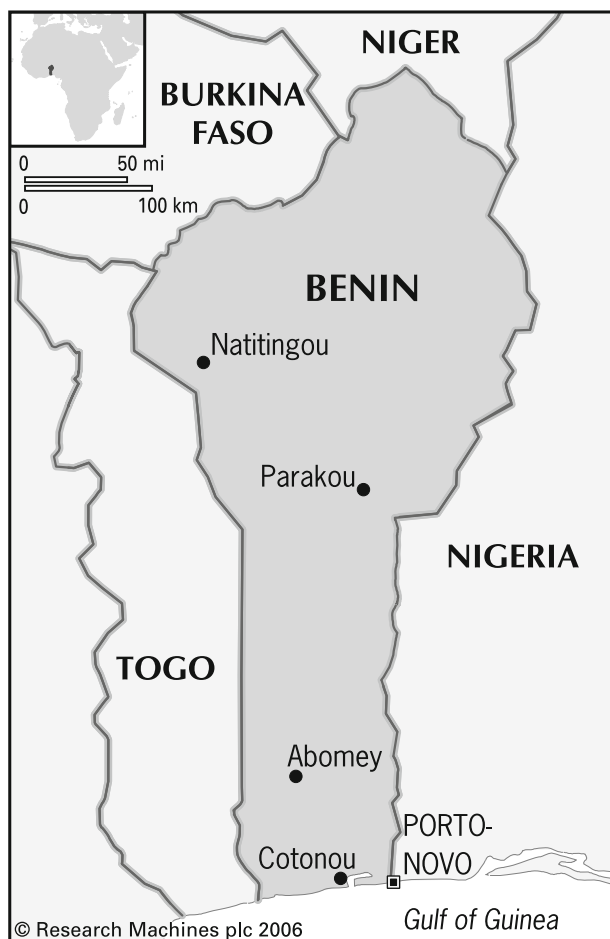 NIGER
BURKINA
FASO
0 50 mi
0 100 km
BENIN
Natitingou
Parakou
NIGERIA
TOGO
Abomey
PORTO-
NOVO
Cotonou
Gulf of Guinea
© Research Machines plc 2006